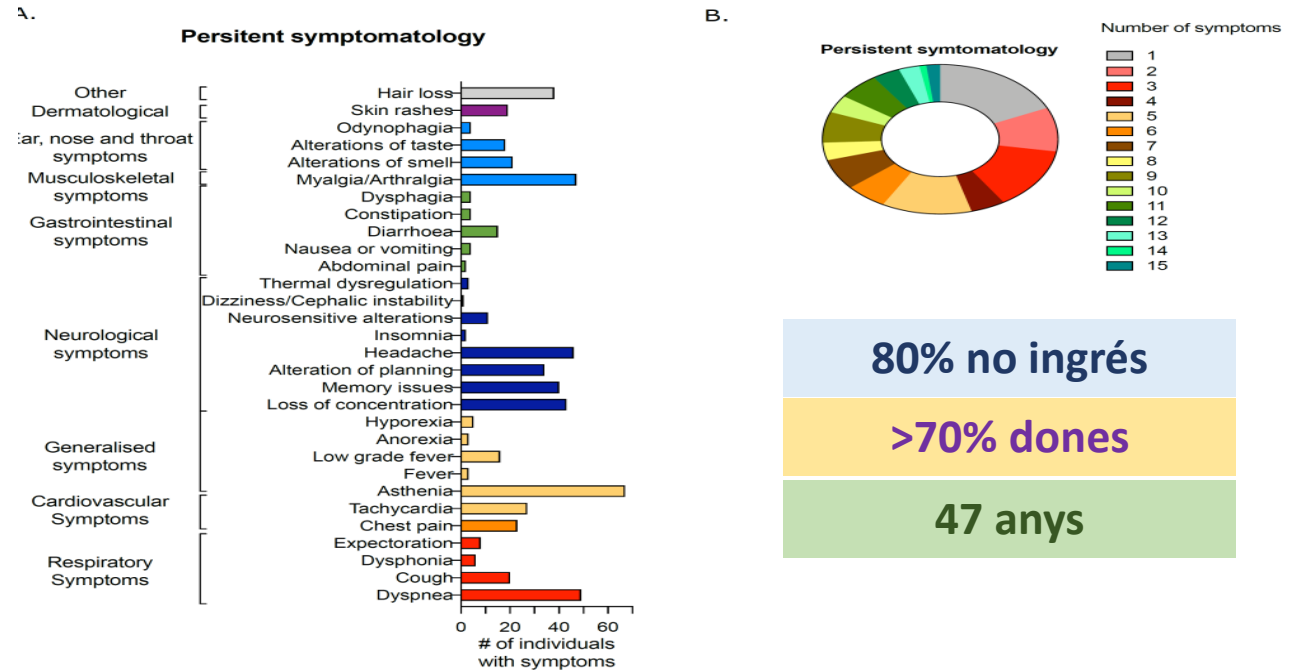 A.
Persitent symptomatology
Other
Dermatological
Ear, nose and throat
symptoms
Musculoskeletal
symptoms
Gastrointestinal
symptoms
Neurological
symptoms
Generalised
symptoms
Cardiovascular
Symptoms
Respiratory
Symptoms
Hair loss
Skin rashes
Odynophagia
Alterations of taste
Alterations of smell
Myalgia/Arthralgia
Dysphagia
Constipation
Diarrhoea
Nausea or vomiting
Abdominal pain
Thermal dysregulation
Dizziness/Cephalic instability
Neurosensitive alterations
Insomnia
Headache
Alteration of planning
Memory issues
Loss of concentration
Hyporexia
Anorexia
Low grade fever
Fever
Asthenia
Tachycardia
Chest pain
Expectoration
Dysphonia
Cough
Dyspnea
0 20 40 60
# of individuals
with symptoms
B.
Persistent symtomatology
Number of symptoms
1
2
3
4
5
6
7
8
9
10
11
12
13
14
15
80% no ingrés
>70% dones
47 anys